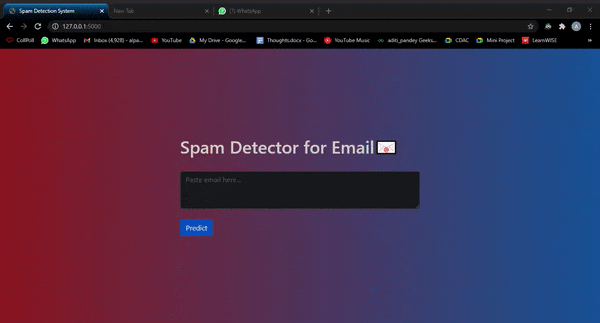 Spam Detection System New Tab (1) WhatsApp
127.0.0.1:5000
CollPoll WhatsApp Inbox (4,928) - alpa... YouTube My Drive - Google... Thoughts.docx - Go... YouTube Music aditi_pandey Geeks... CDAC Mini Project LearnWISE »
Spam Detector for Email
Paste email here...
Predict